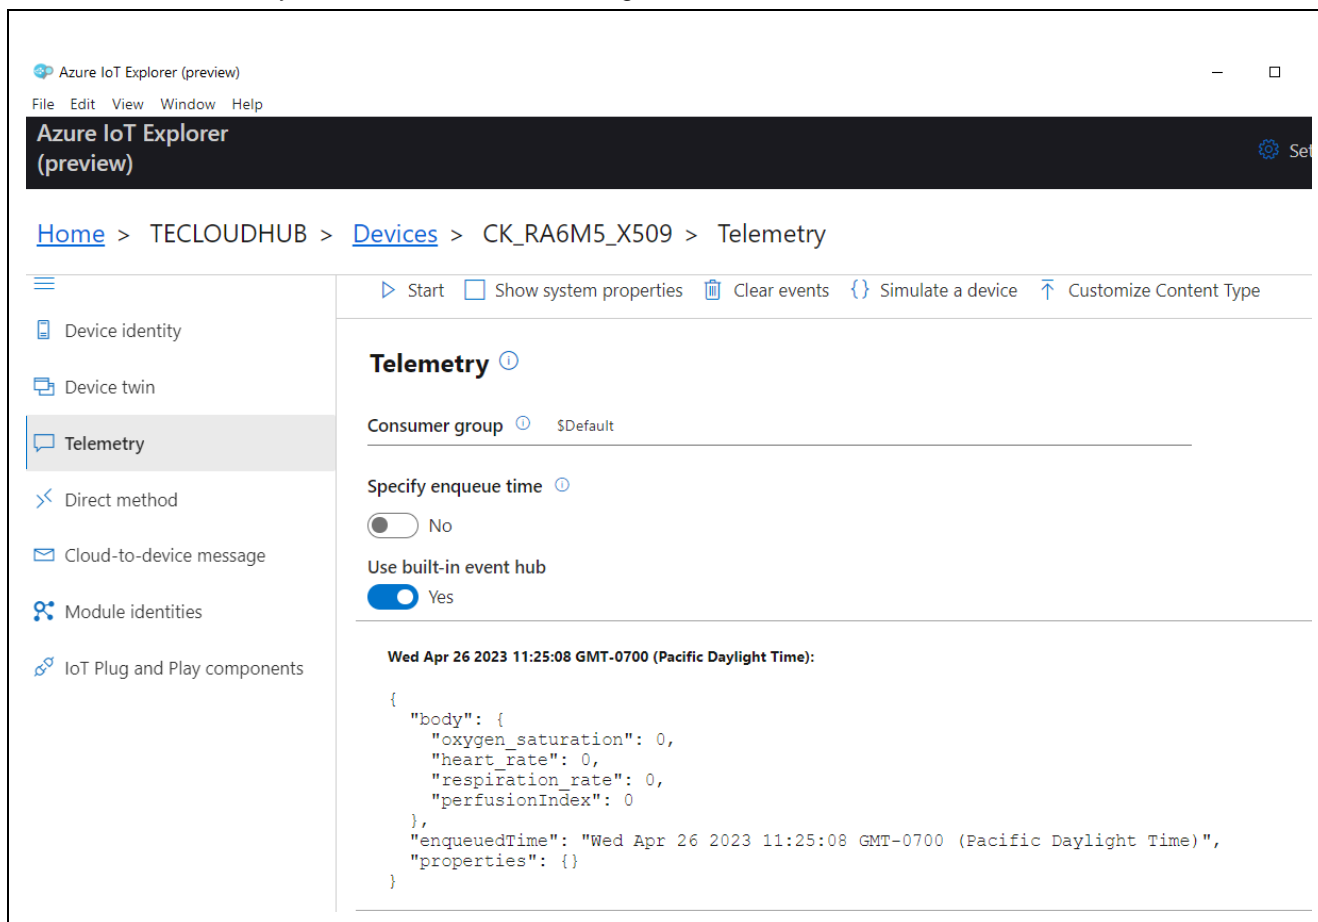 Azure IoT Explorer (preview)
File Edit View Window Help
Azure IoT Explorer
(preview)
Home > TECLOUDHUB > Devices > CK_RA6M5_X509 > Telemetry
Start Show system properties Clear events {} Simulate a device Customize Content Type
Device identity
Device twin
Telemetry
Direct method
Cloud-to-device message
Module identities
IoT Plug and Play components
Telemetry
Consumer group $Default
Specify enqueue time
No
Use built-in event hub
Yes
Wed Apr 26 2023 11:25:08 GMT-0700 (Pacific Daylight Time):
{
"body": {
"oxygen_saturation": 0,
"heart_rate": 0,
"respiration_rate": 0,
"perfusionIndex": 0
},
"enqueuedTime": "Wed Apr 26 2023 11:25:08 GMT-0700 (Pacific Daylight Time)",
"properties": {}
}